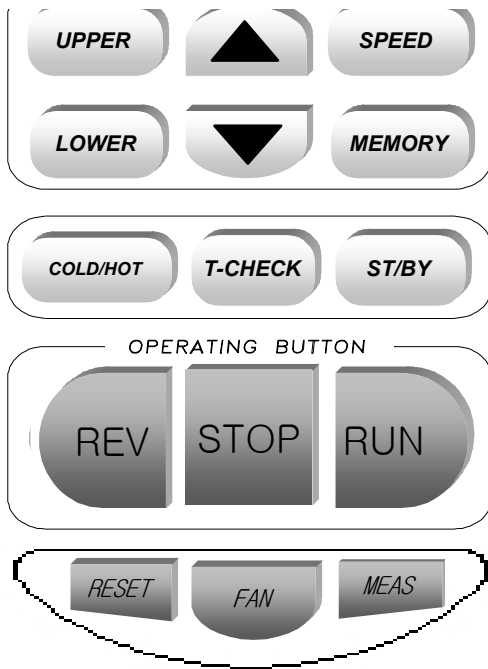 UPPER SPEED
LOWER MEMORY
COLD/HOT T-CHECK ST/BY
OPERATING BUTTON
REV STOP RUN
RESET FAN MEAS